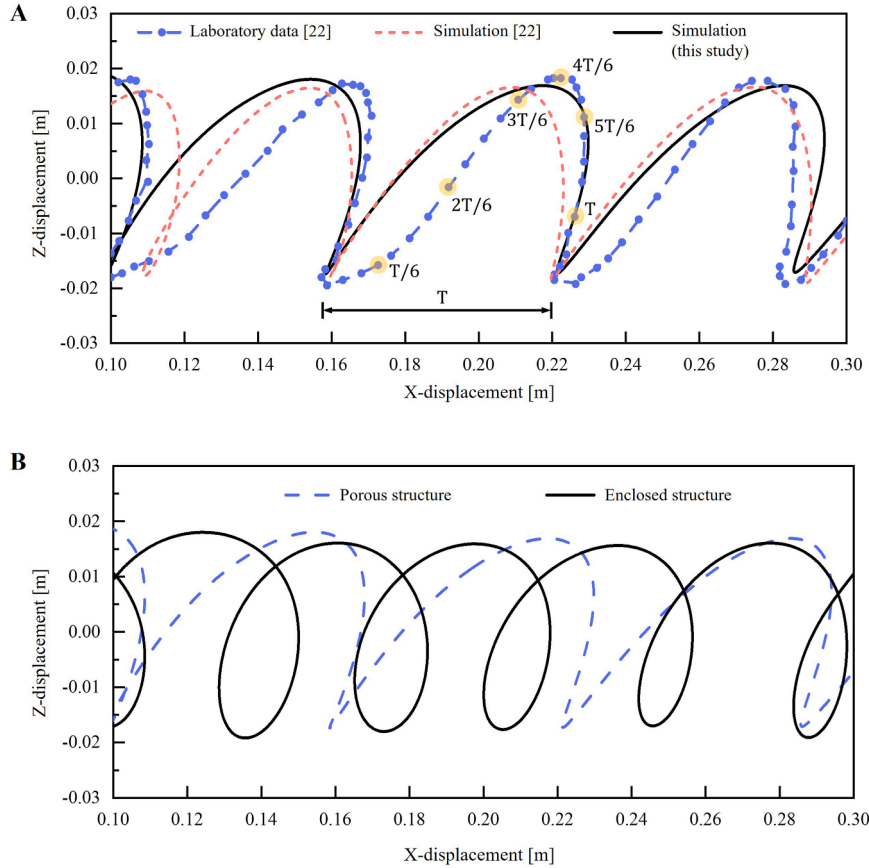 A
Laboratory data [22]
Simulation [22]
Simulation
(this study)
0.03
0.02
0.01
0.00
-0.01
-0.02
-0.03
Z-displacement [m]
4T/6
3T/6
5T/6
2T/6
T
T/6
T
0.10 0.12 0.14 0.16 0.18 0.20 0.22 0.24 0.26 0.28 0.30
X-displacement [m]
B
Porous structure
Enclosed structure
0.03
0.02
0.01
0.00
-0.01
-0.02
-0.03
Z-displacement [m]
0.10 0.12 0.14 0.16 0.18 0.20 0.22 0.24 0.26 0.28 0.30
X-displacement [m]